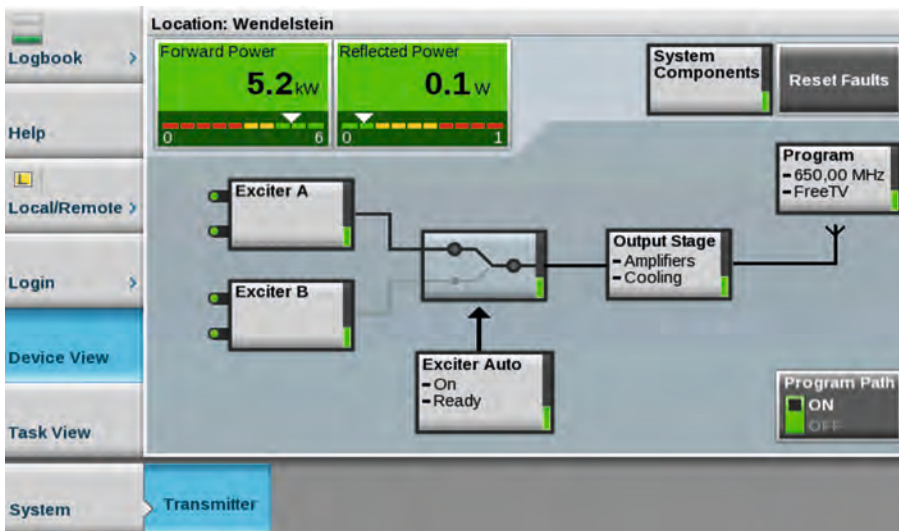 Location: Wendelstein
Logbook >
Help
L
Local/Remote >
Login >
Device View
Task View
System
Transmitter
Forward Power
5.2 kW
0 6
Reflected Power
0.1 W
0 1
System
Components
Reset Faults
Program
- 650,00 MHz
- FreeTV
Exciter A
Exciter B
Output Stage
- Amplifiers
- Cooling
Exciter Auto
- On
- Ready
Program Path
ON
OFF